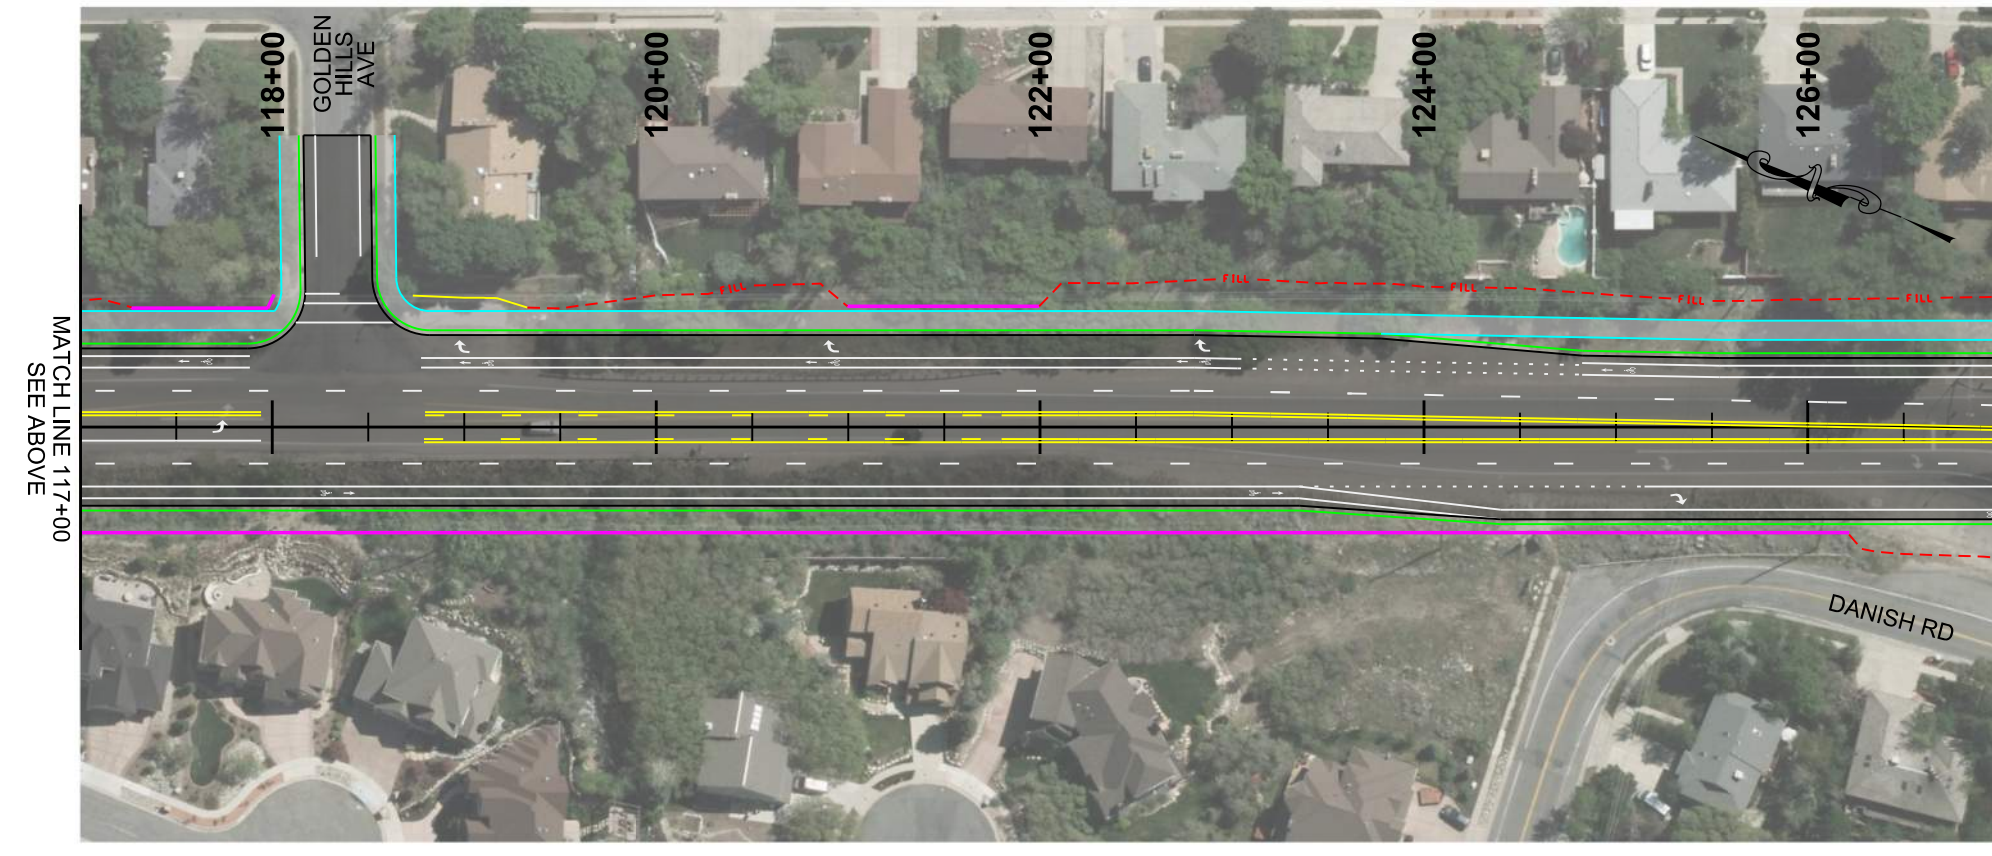 118+00
GOLDEN
HILLS
AVE
120+00
122+00
124+00
126+00
FILL
FILL
FILL
FILL
FILL
MATCH LINE 117+00
SEE ABOVE
DANISH RD